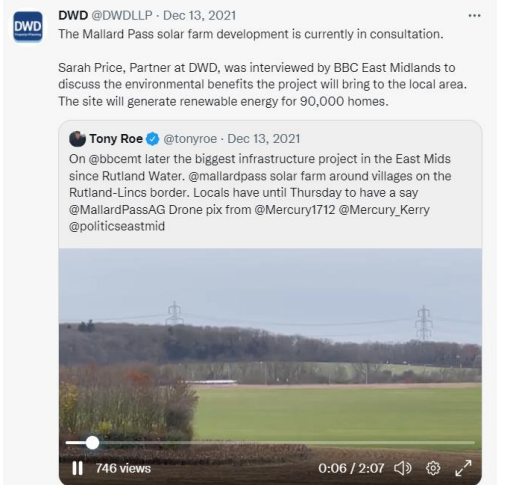 DWD @DWDLLP · Dec 13, 2021
DWD
The Mallard Pass solar farm development is currently in consultation.
Sarah Price, Partner at DWD, was interviewed by BBC East Midlands to
discuss the environmental benefits the project will bring to the local area.
The site will generate renewable energy for 90,000 homes.
Tony Roe @tonyroe · Dec 13, 2021
On @bbcemt later the biggest infrastructure project in the East Mids
since Rutland Water. @mallardpass solar farm around villages on the
Rutland-Lincs border. Locals have until Thursday to have a say
@MallardPassAG Drone pix from @Mercury1712 @Mercury_Kerry
@politicseastmid
746 views
0:06 / 2:07